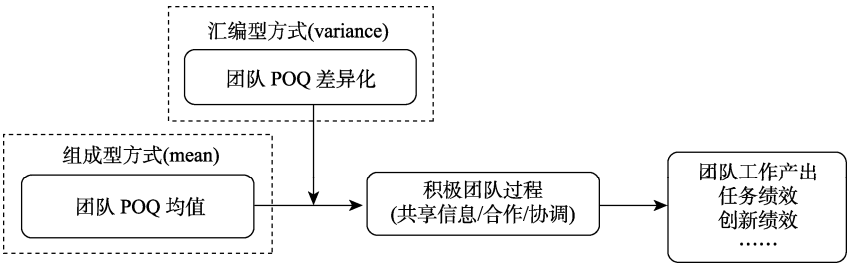 汇编型方式(variance)
团队 POQ 差异化
组成型方式(mean)
团队 POQ 均值
积极团队过程
(共享信息/合作/协调)
团队工作产出
任务绩效
创新绩效
……